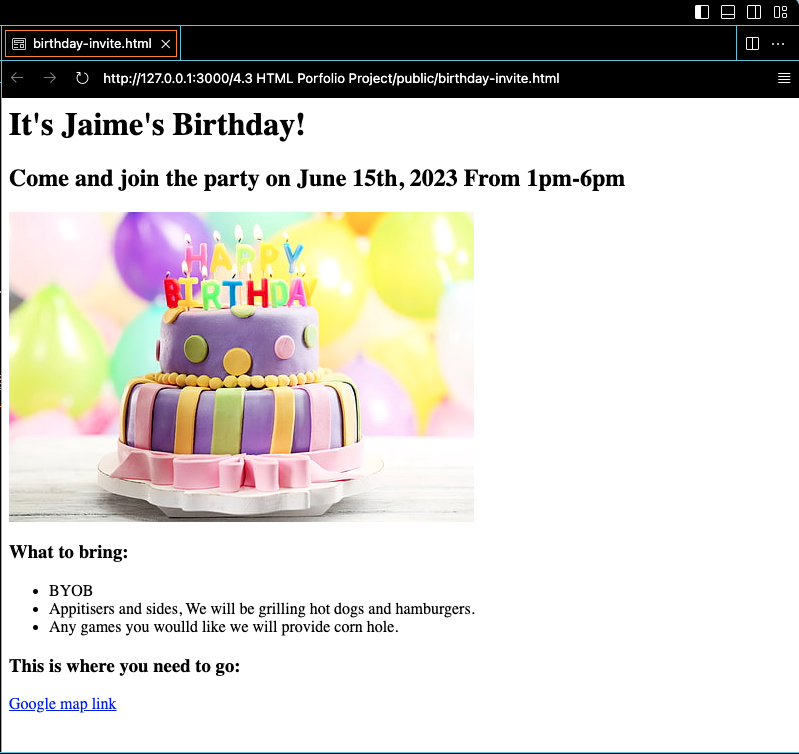 birthday-invite.html
http://127.0.0.1:3000/4.3 HTML Porfolio Project/public/birthday-invite.html
It's Jaime's Birthday!
Come and join the party on June 15th, 2023 From 1pm-6pm
HAPPY
BIRTHDAY
What to bring:
BYOB
Appitisers and sides, We will be grilling hot dogs and hamburgers.
Any games you woulld like we will provide corn hole.
This is where you need to go:
Google map link